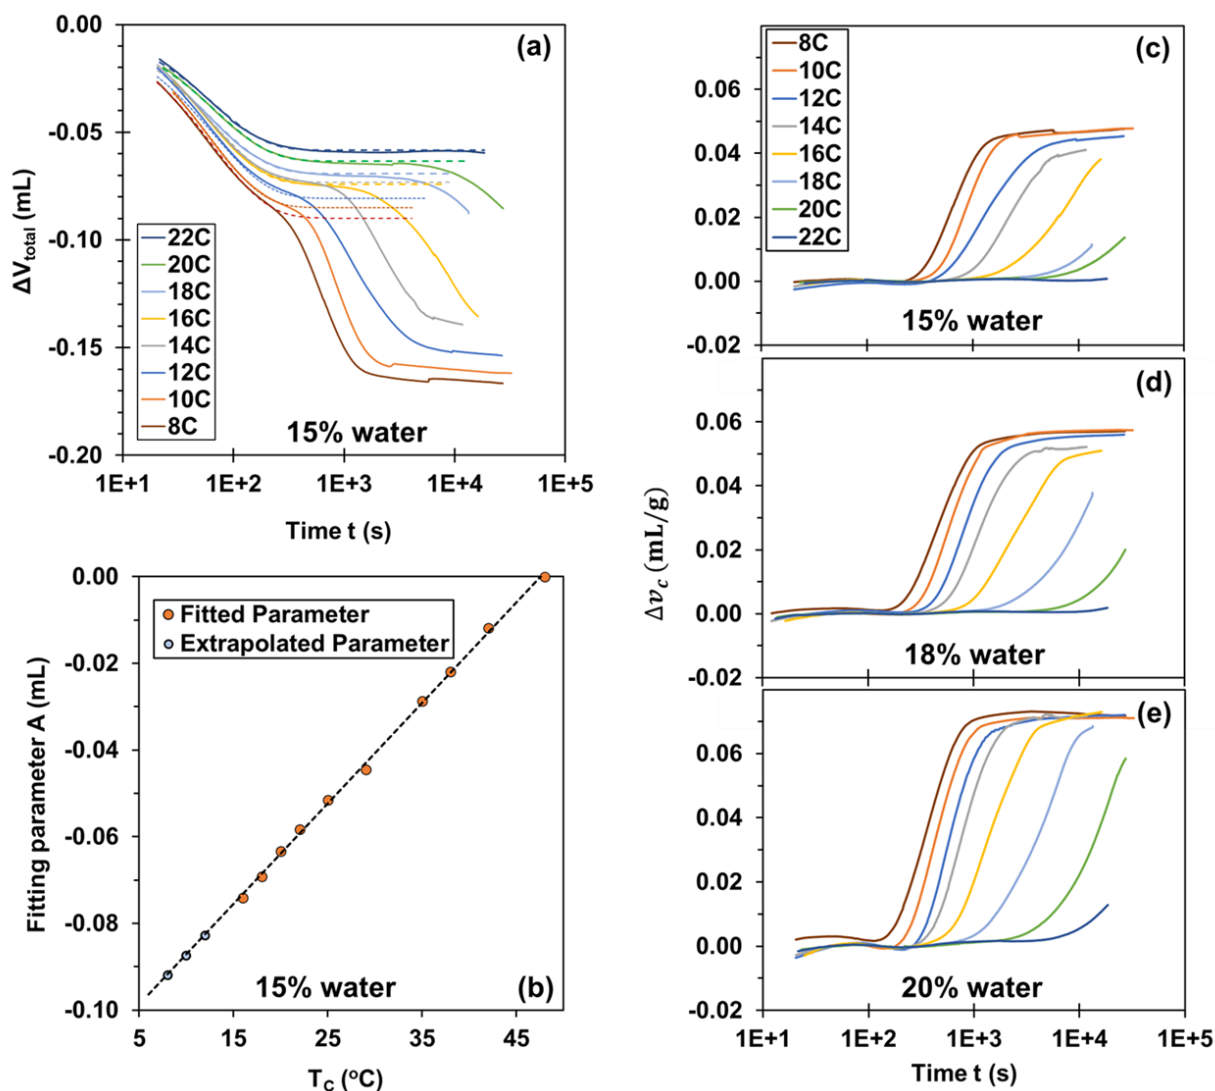 (a)
0.00
-0.05
-0.10
-0.15
-0.20
ΔVtotal (mL)
22C
20C
18C
16C
14C
12C
10C
8C
15% water
1E+1 1E+2 1E+3 1E+4 1E+5
Time t (s)
0.00
-0.02
-0.04
-0.06
-0.08
-0.10
Fitting parameter A (mL)
Fitted Parameter
Extrapolated Parameter
15% water
(b)
5 15 25 35 45
TC (oC)
(c)
8C
10C
12C
14C
16C
18C
20C
22C
0.06
0.04
0.02
0.00
-0.02
15% water
(d)
0.06
0.04
0.02
0.00
-0.02
18% water
Δvc (mL/g)
(e)
0.06
0.04
0.02
0.00
-0.02
20% water
1E+1 1E+2 1E+3 1E+4 1E+5
Time t (s)